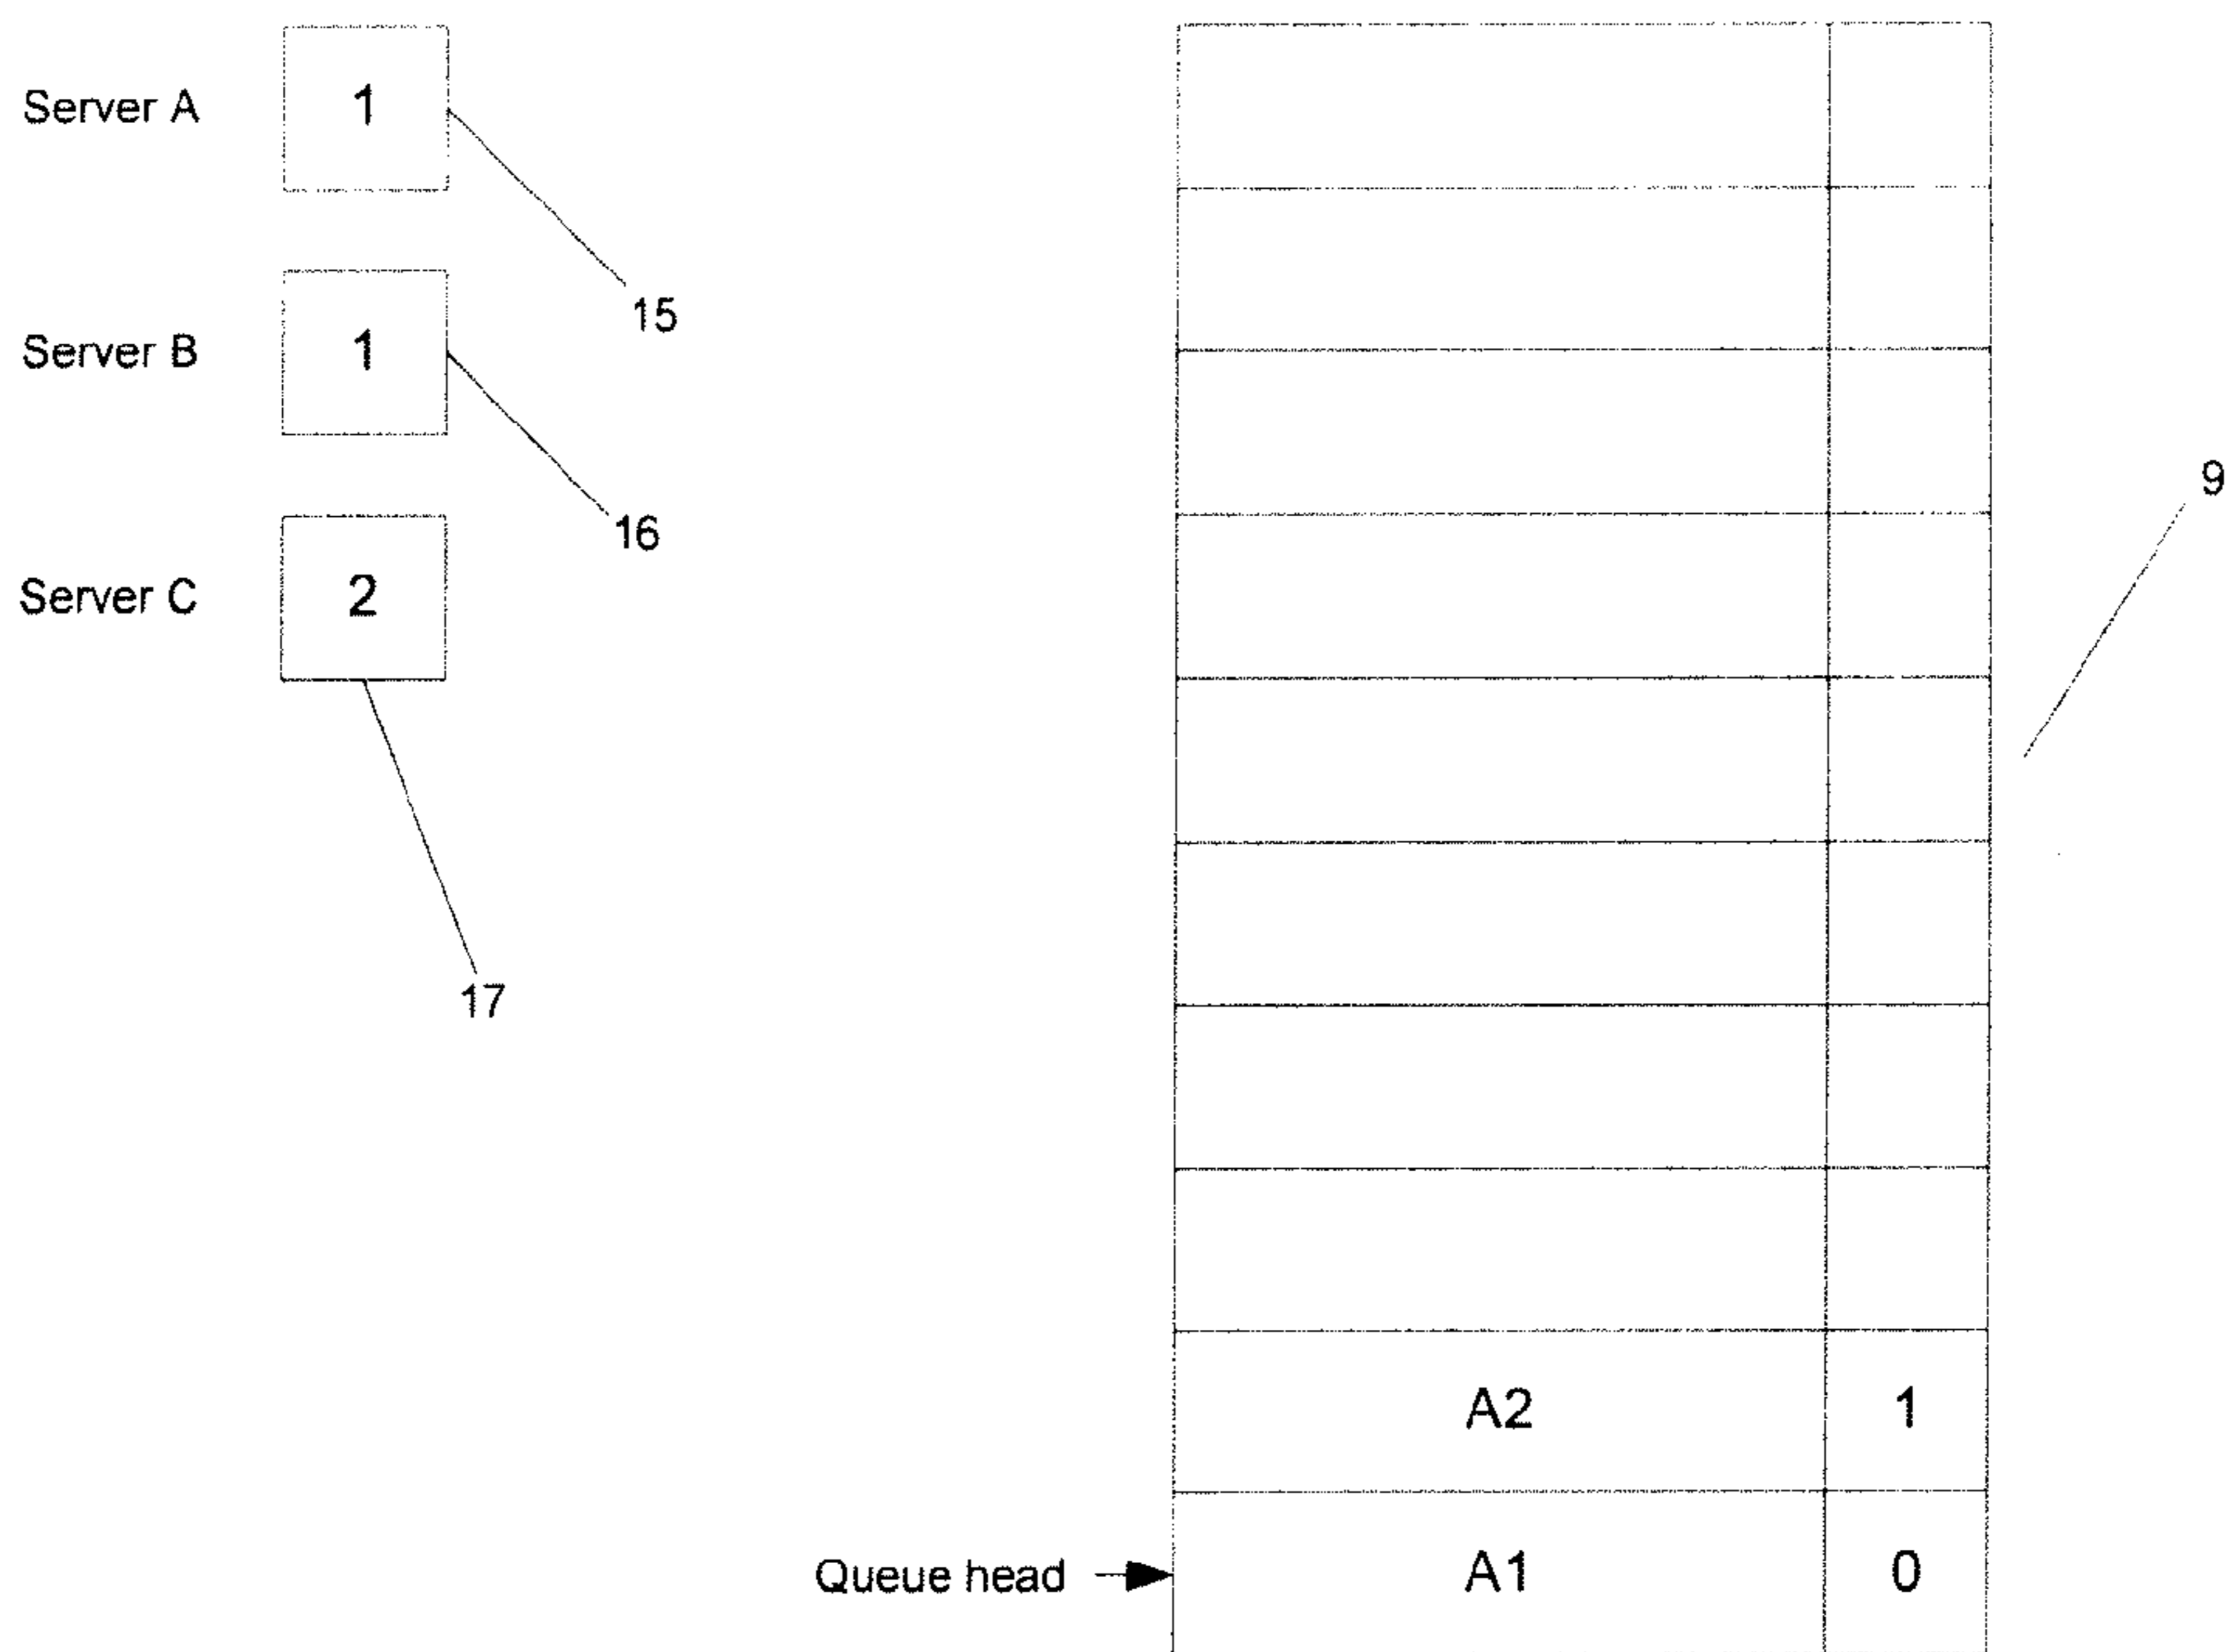 Server A 1
15
Server B 1
16
Server C 2
17
9
A2 1
Queue head A1 0